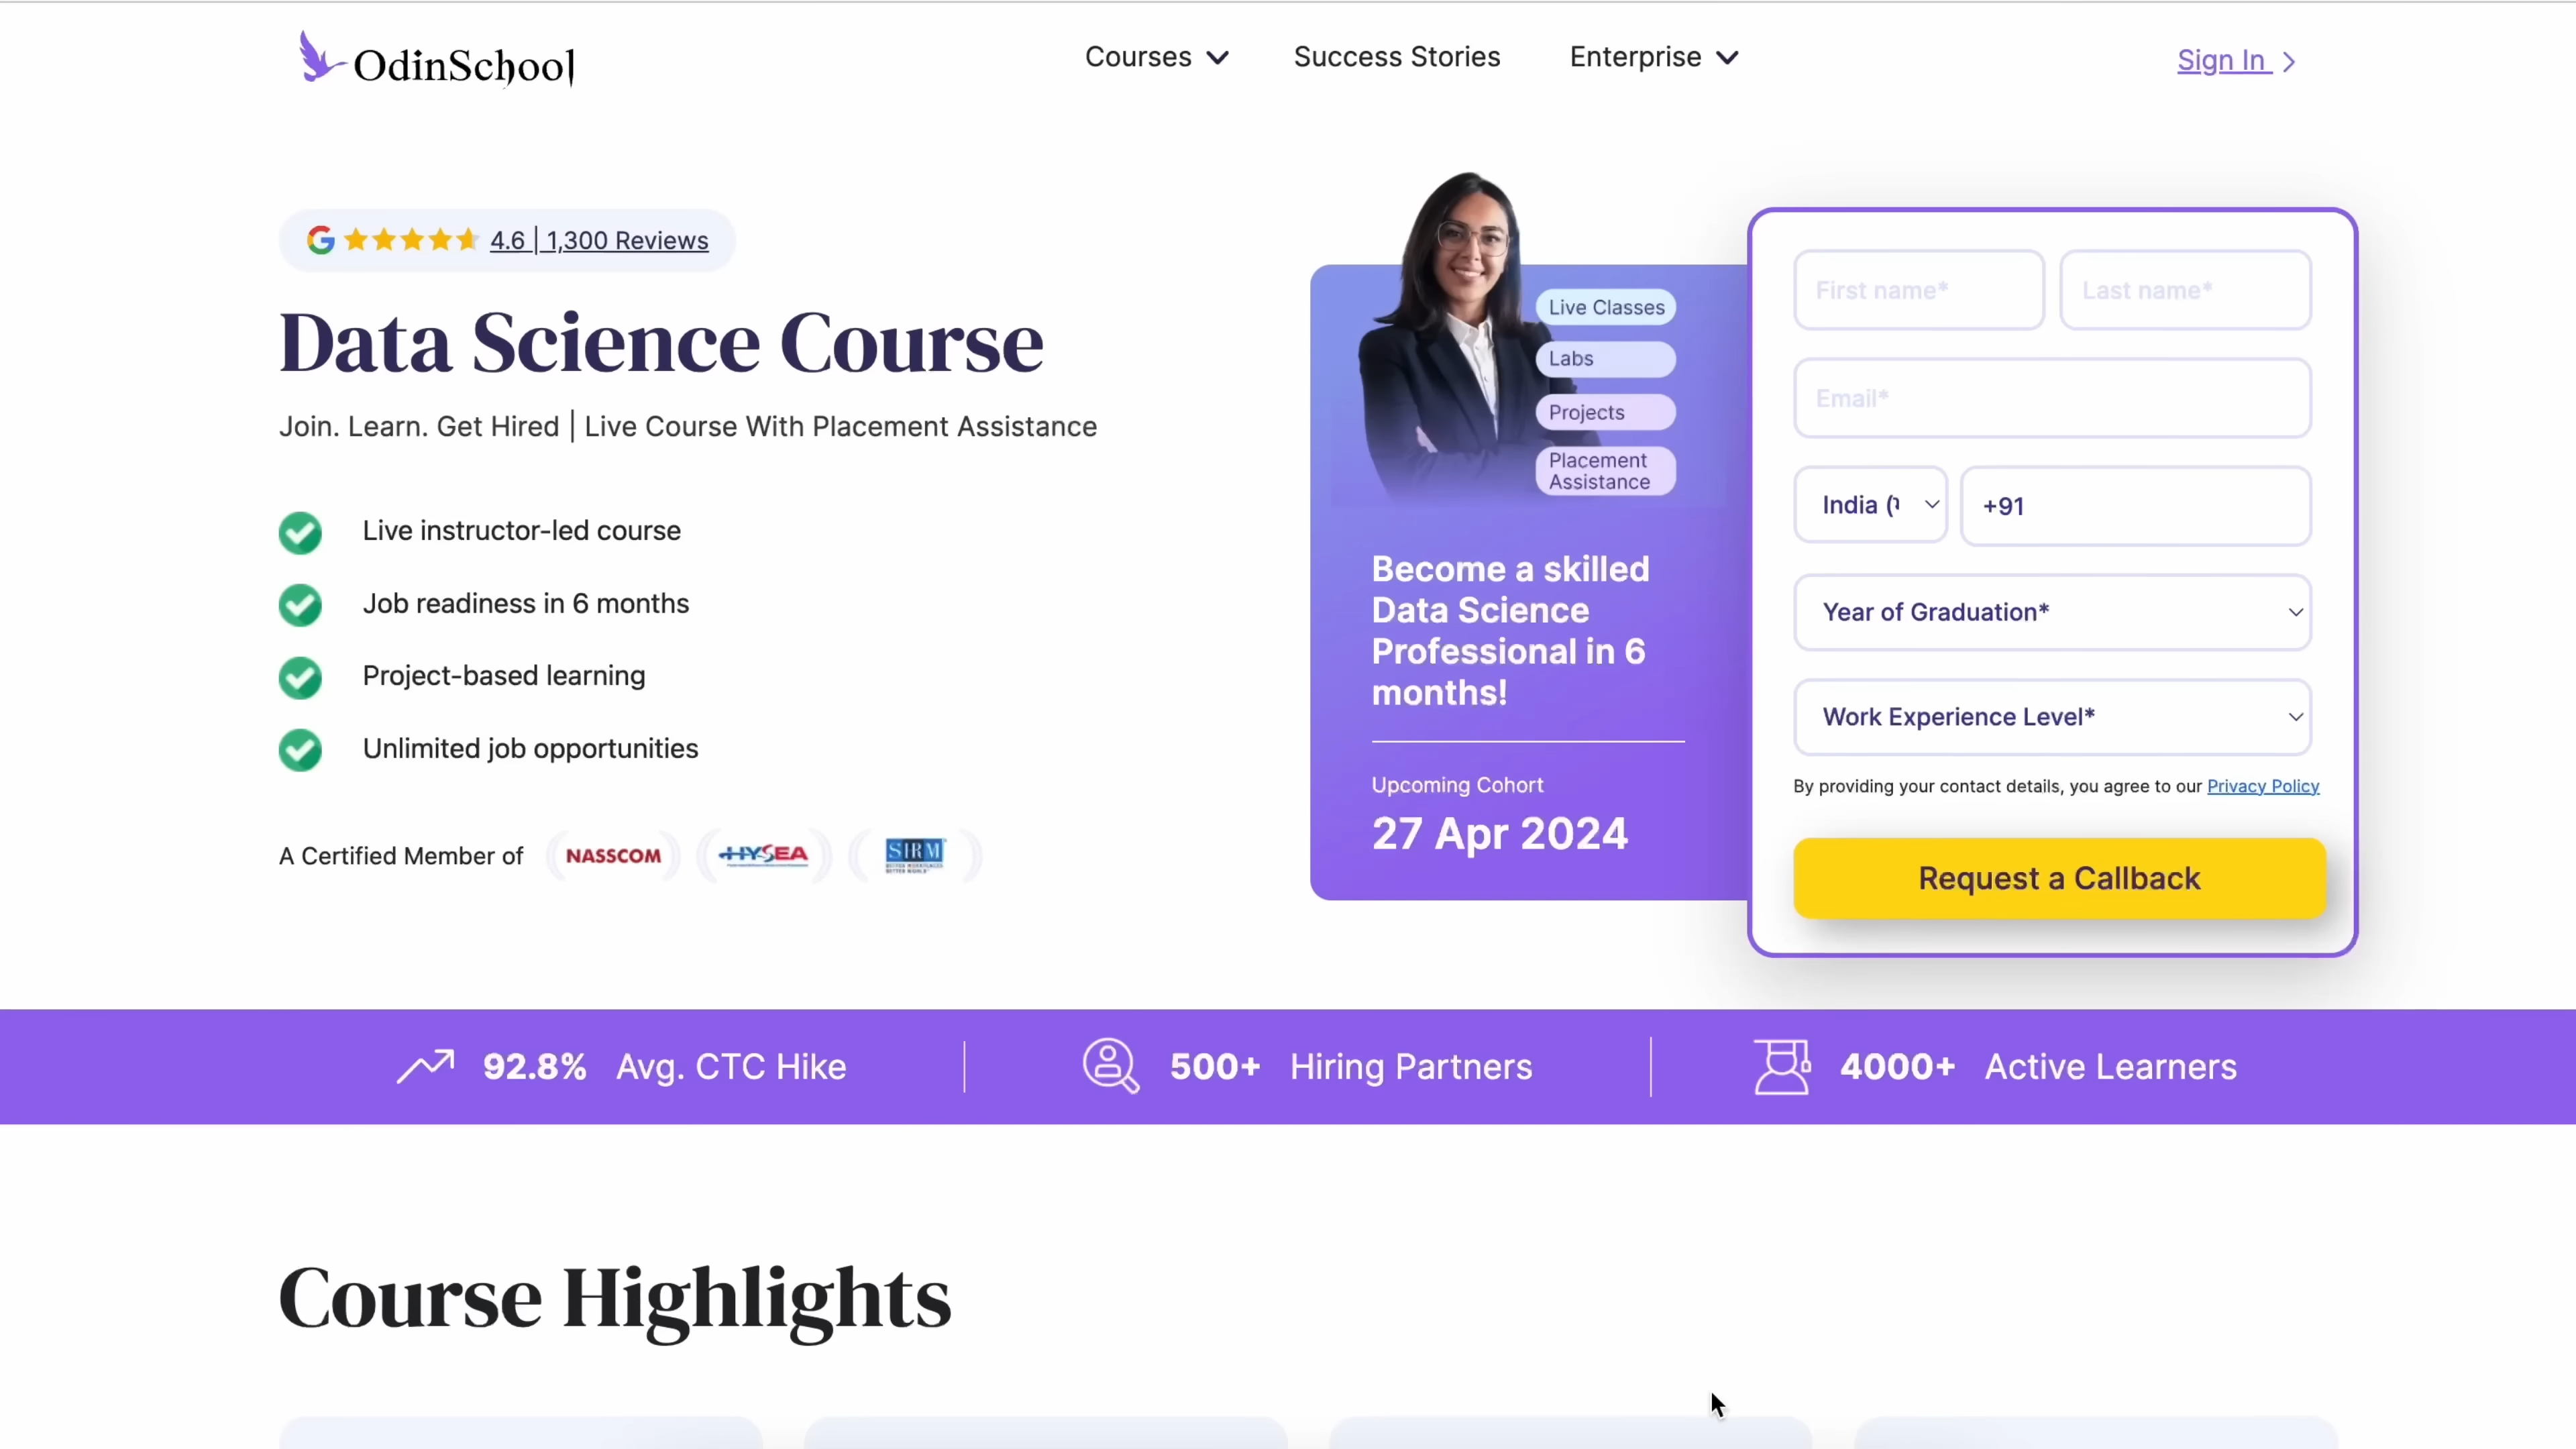 OdinSchool
Courses
Success Stories
Enterprise
Sign In
4.6 | 1,300 Reviews
Data Science Course
Join. Learn. Get Hired | Live Course With Placement Assistance
Live instructor-led course
Job readiness in 6 months
Project-based learning
Unlimited job opportunities
A Certified Member of
NASSCOM
HYSEA
SHRM
BETTER WORKPLACES
BETTER WORLD
Live Classes
Labs
Projects
Placement
Assistance
Become a skilled
Data Science
Professional in 6
months!
Upcoming Cohort
27 Apr 2024
First name*
Last name*
Email*
India
+91
Year of Graduation*
Work Experience Level*
By providing your contact details, you agree to our Privacy Policy
Request a Callback
92.8% Avg. CTC Hike
500+ Hiring Partners
4000+ Active Learners
Course Highlights